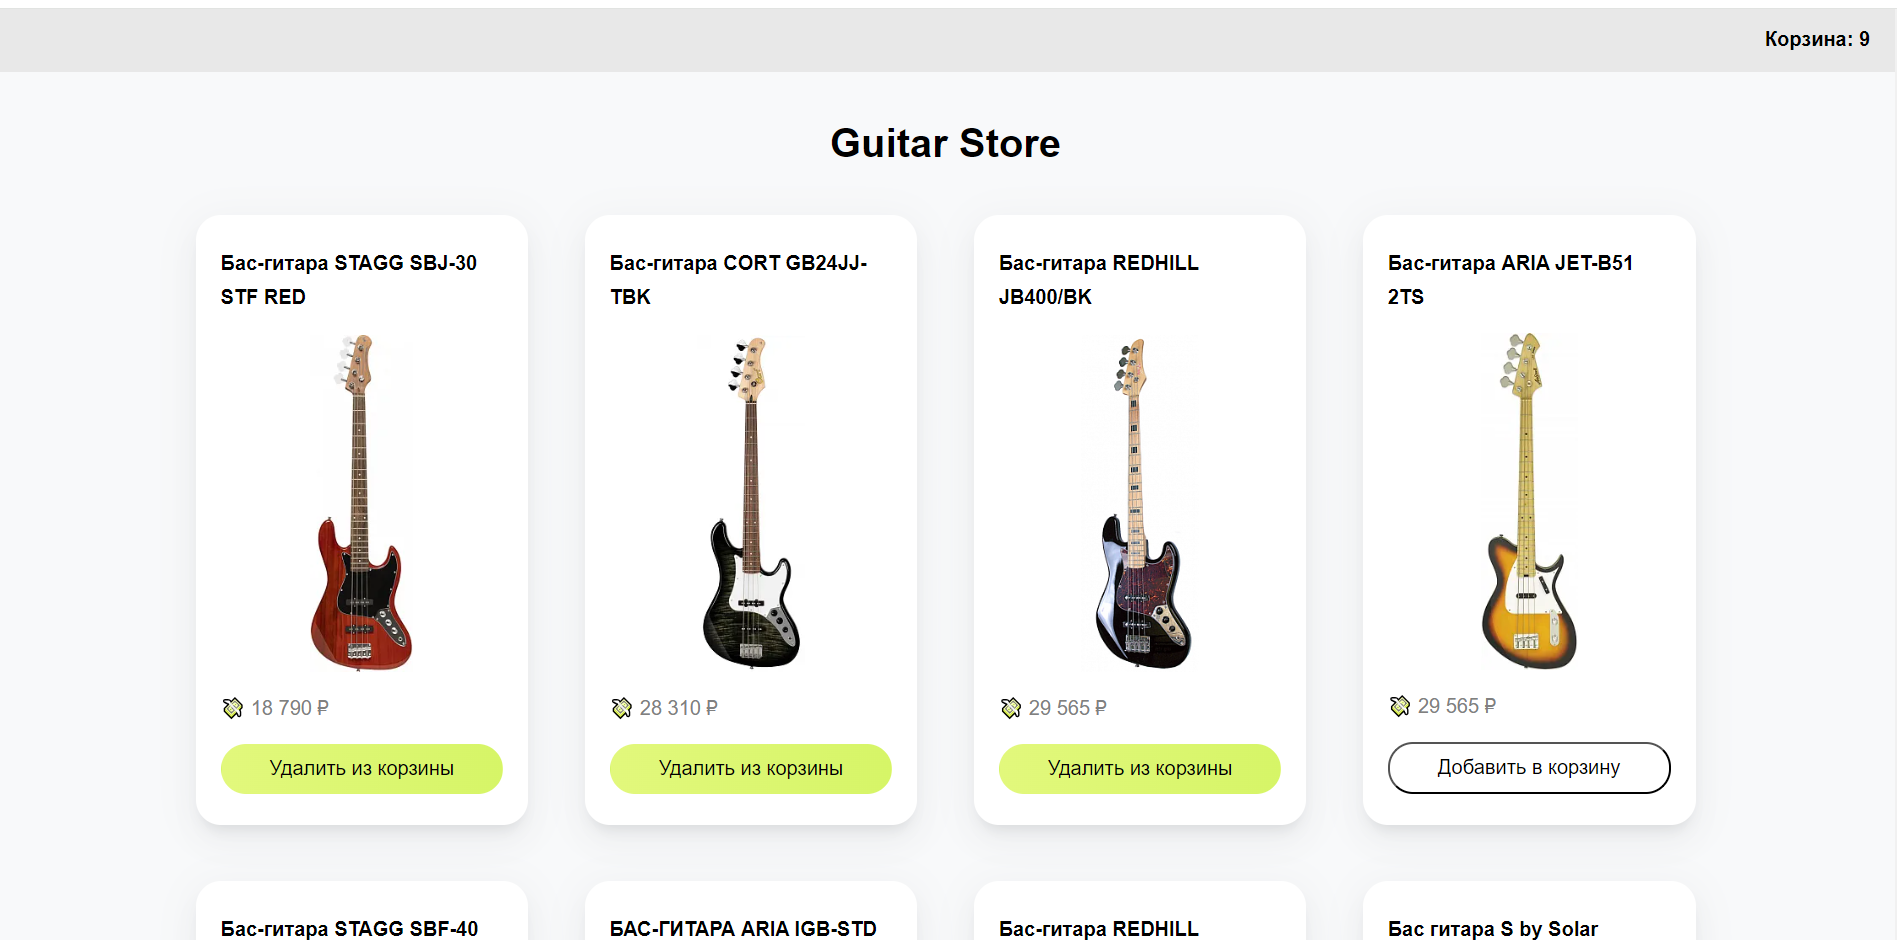 Корзина: 9
Guitar Store
Бас-гитара STAGG SBJ-30
STF RED
18 790 ₽
Удалить из корзины
Бас-гитара CORT GB24JJ-
TBK
28 310 ₽
Удалить из корзины
Бас-гитара REDHILL
JB400/BK
29 565 ₽
Удалить из корзины
Бас-гитара ARIA JET-B51
2TS
29 565 ₽
Добавить в корзину
Бас-гитара STAGG SBF-40
БАС-ГИТАРА ARIA IGB-STD
Бас-гитара REDHILL
Бас гитара S by Solar